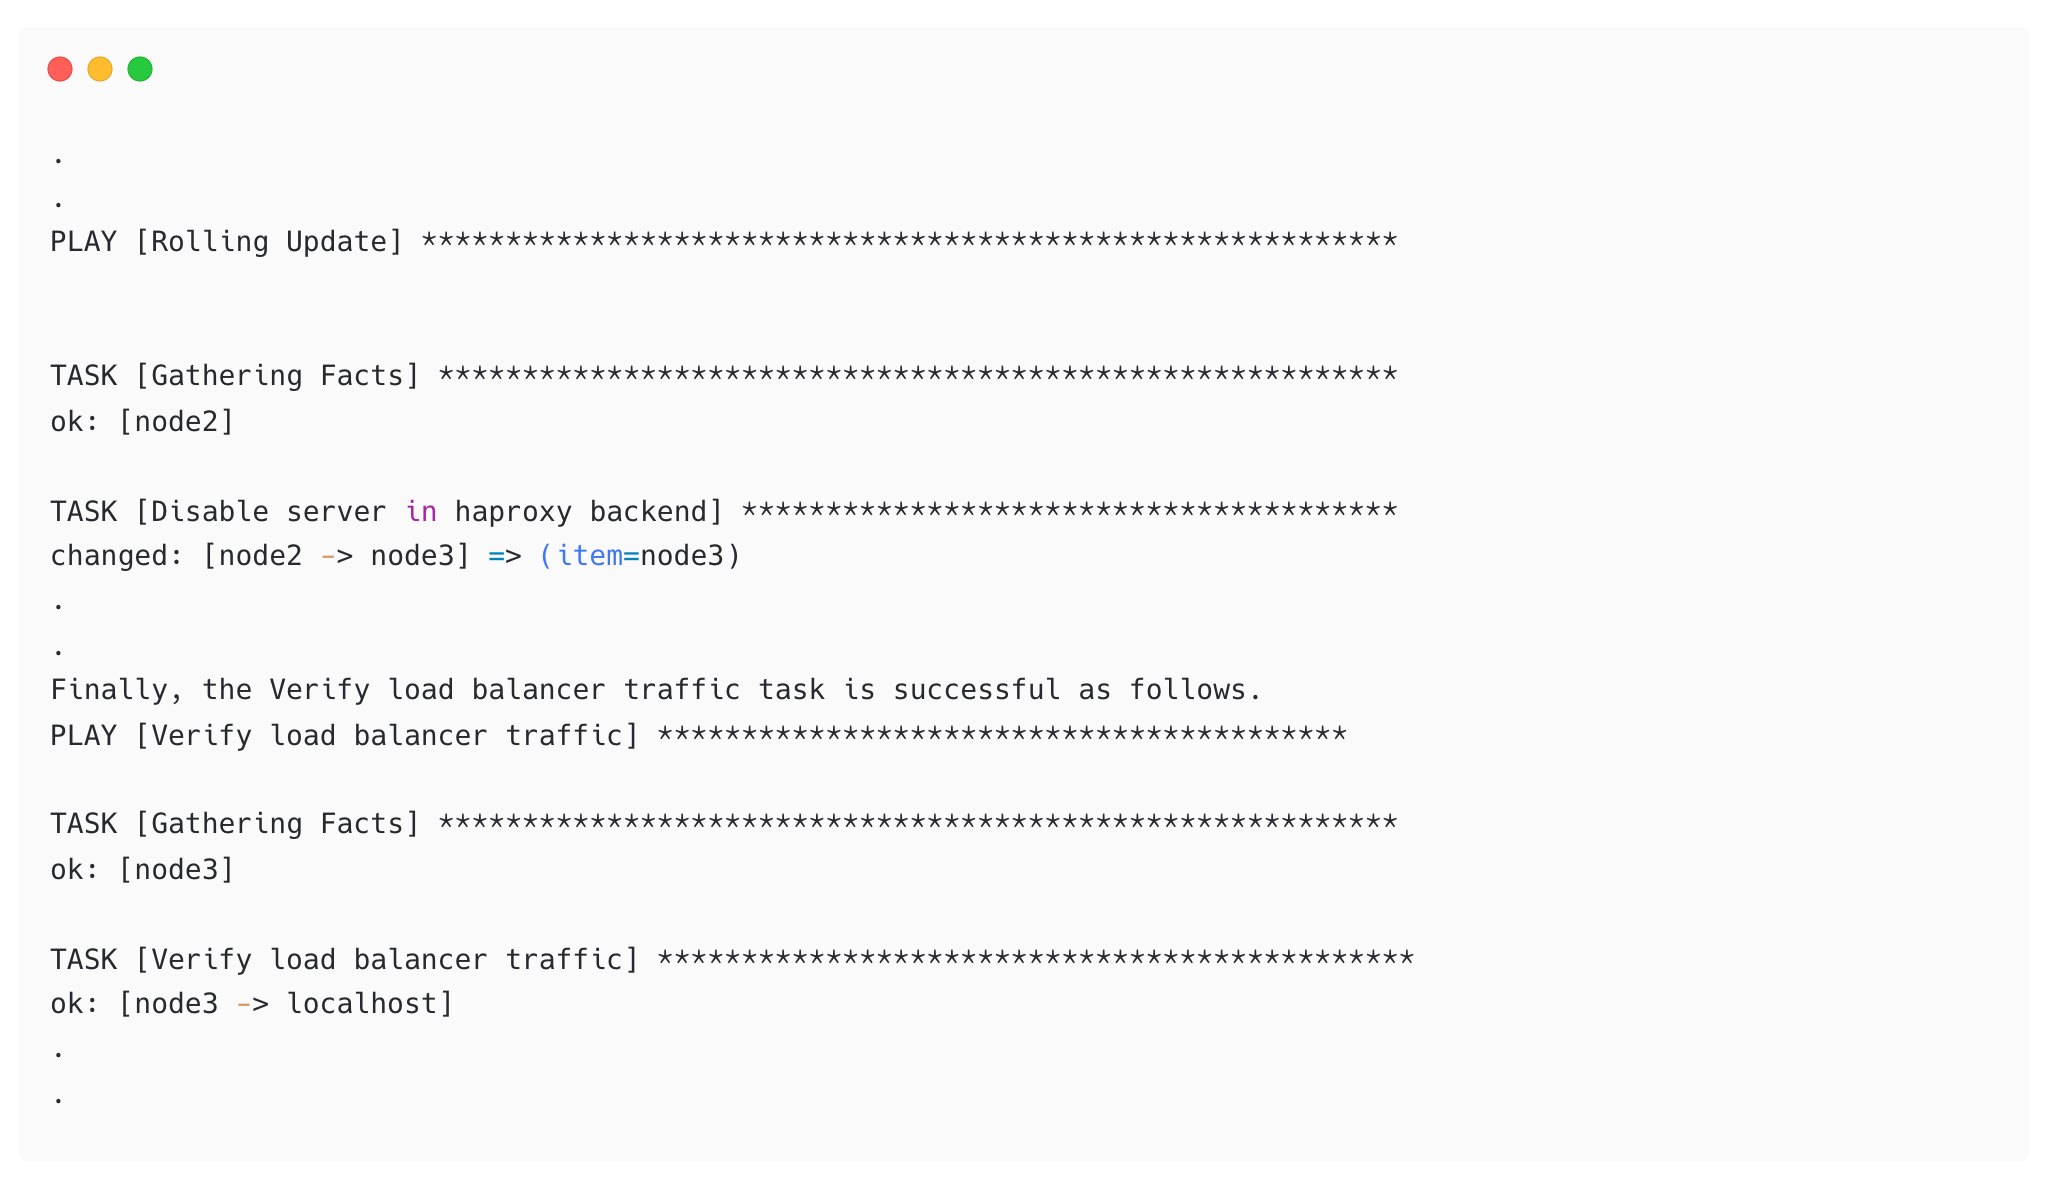 .
.
PLAY [Rolling Update] **********************************************************


TASK [Gathering Facts] *********************************************************
ok: [node2]

TASK [Disable server in haproxy backend] ***************************************
changed: [node2 -> node3] => (item=node3)
.
.
Finally, the Verify load balancer traffic task is successful as follows.
PLAY [Verify load balancer traffic] *****************************************

TASK [Gathering Facts] *********************************************************
ok: [node3]

TASK [Verify load balancer traffic] *********************************************
ok: [node3 -> localhost]
.
.